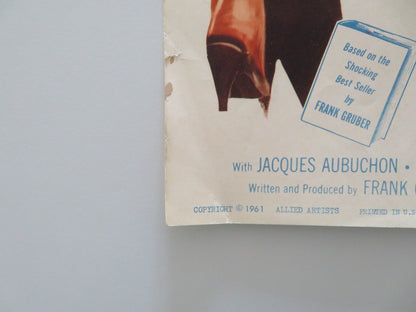 Based on the
Shocking
Best Seller
by
FRANK GRUBER
With JACQUES AUBUCHON •
Written and Produced by FRANK
COPYRIGHT © 1961 ALLIED ARTISTS PRINTED IN U.S